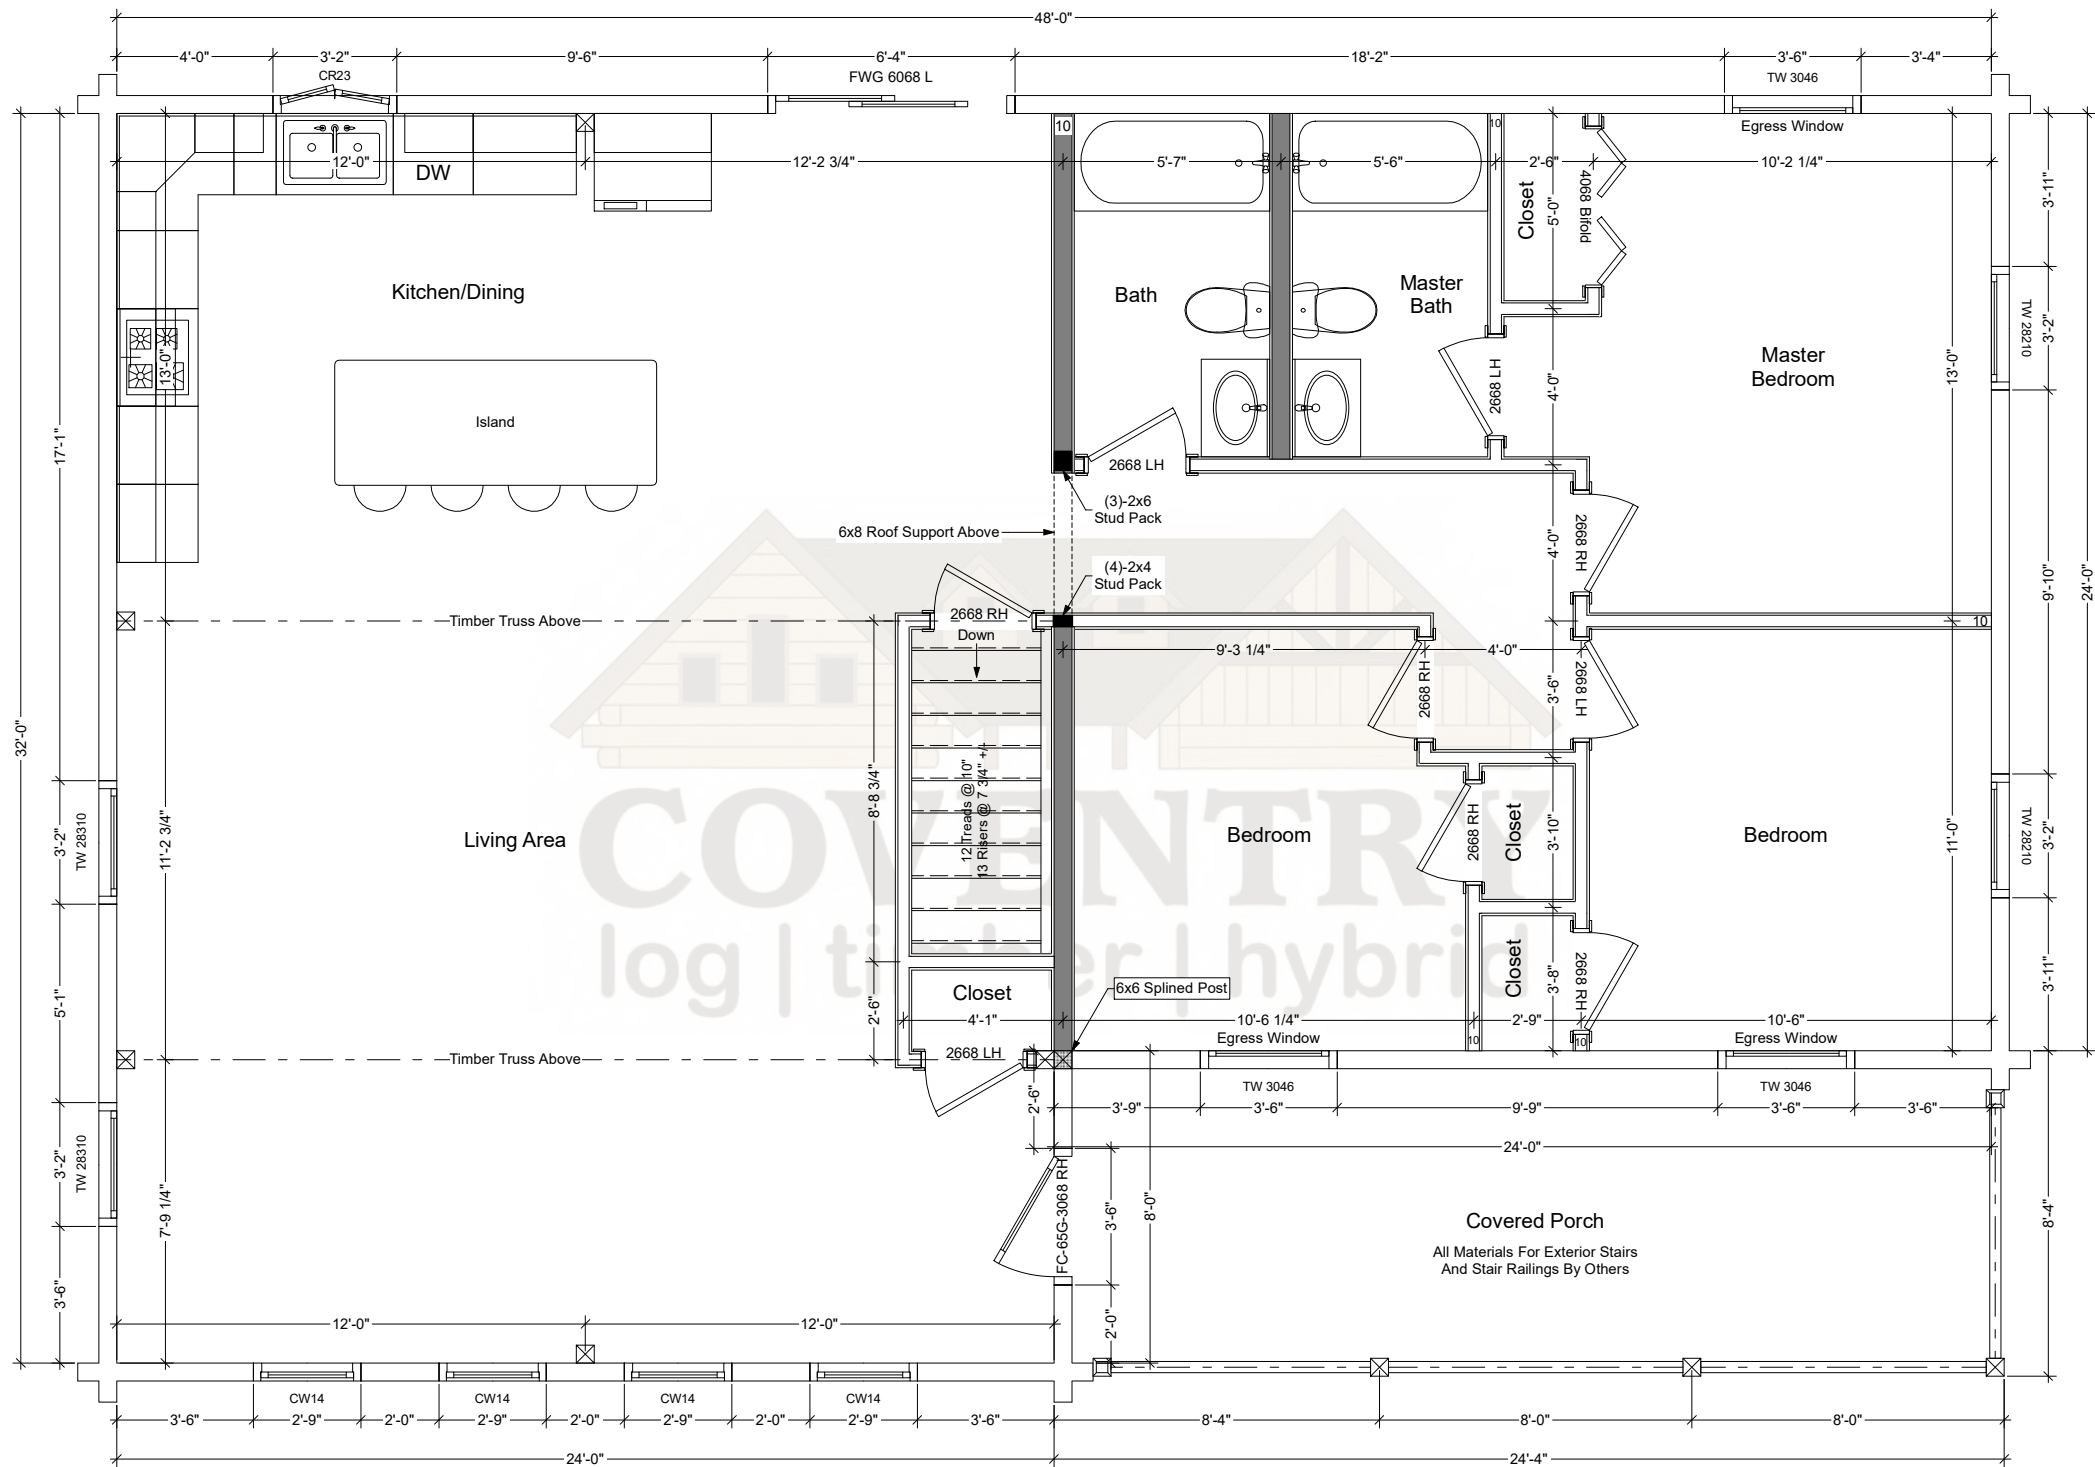 48'-0"
4'-0"
3'-2"
9'-6"
6'-4"
18'-2"
3'-6"
3'-4"
CR23
FWG 6068 L
TW 3046
Egress Window
10
10
12'-0"
12'-2 3/4"
5'-7"
5'-6"
2'-6"
10'-2 1/4"
DW
Closet
5'-0"
4068 Bifold
3'-11"
Kitchen/Dining
Bath
Master
Bath
Master
Bedroom
TW 28210
3'-2"
13'-0"
13'-0"
Island
2668 LH
4'-0"
17'-1"
2668 LH
(3)-2x6
Stud Pack
6x8 Roof Support Above
2668 RH
4'-0"
9'-10"
24'-0"
(4)-2x4
Stud Pack
2668 RH
Timber Truss Above
Down
10
9'-3 1/4"
4'-0"
2668 RH
3'-6"
2668 LH
32'-0"
8'-8 3/4"
12 Treads @ 10"
13 Risers @ 7 3/4" +/-
3'-2"
TW 28310
11'-2 3/4"
Living Area
COVENTRY
log | timber | hybrid
Bedroom
2668 RH
Closet
3'-10"
Bedroom
11'-0"
TW 28210
3'-2"
5'-1"
2'-6"
Closet
6x6 Splined Post
Closet
3'-8"
2668 RH
3'-11"
4'-1"
10'-6 1/4"
2'-9"
10'-6"
Egress Window
Egress Window
10
10
Timber Truss Above
2668 LH
TW 3046
TW 3046
2'-6"
3'-9"
3'-6"
9'-9"
3'-6"
3'-6"
24'-0"
3'-2"
TW 28310
7'-9 1/4"
FC-65G-3068 RH
3'-6"
8'-0"
Covered Porch
All Materials For Exterior Stairs
And Stair Railings By Others
8'-4"
3'-6"
2'-0"
12'-0"
12'-0"
CW14
CW14
CW14
CW14
3'-6"
2'-9"
2'-0"
2'-9"
2'-0"
2'-9"
2'-0"
2'-9"
3'-6"
8'-4"
8'-0"
8'-0"
24'-0"
24'-4"